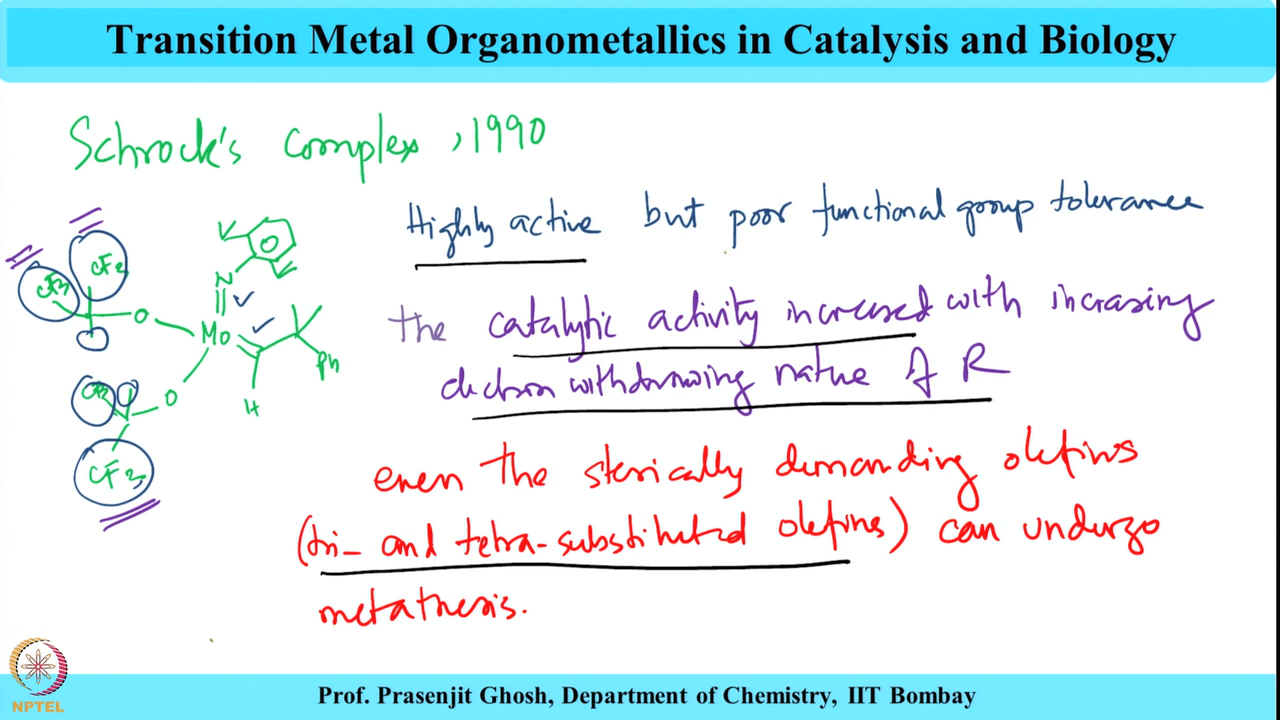 Transition Metal Organometallics in Catalysis and Biology
Schrock's complex, 1990
Highly active but poor functional group tolerance
the catalytic activity increased with increasing
electron withdrawing nature of R
even the sterically demanding olefins
(tri- and tetra-substituted olefins) can undergo
metathesis.
CF3
CF3
O
N
Mo
Ph
H
O
CF3
CF3
NPTEL
Prof. Prasenjit Ghosh, Department of Chemistry, IIT Bombay